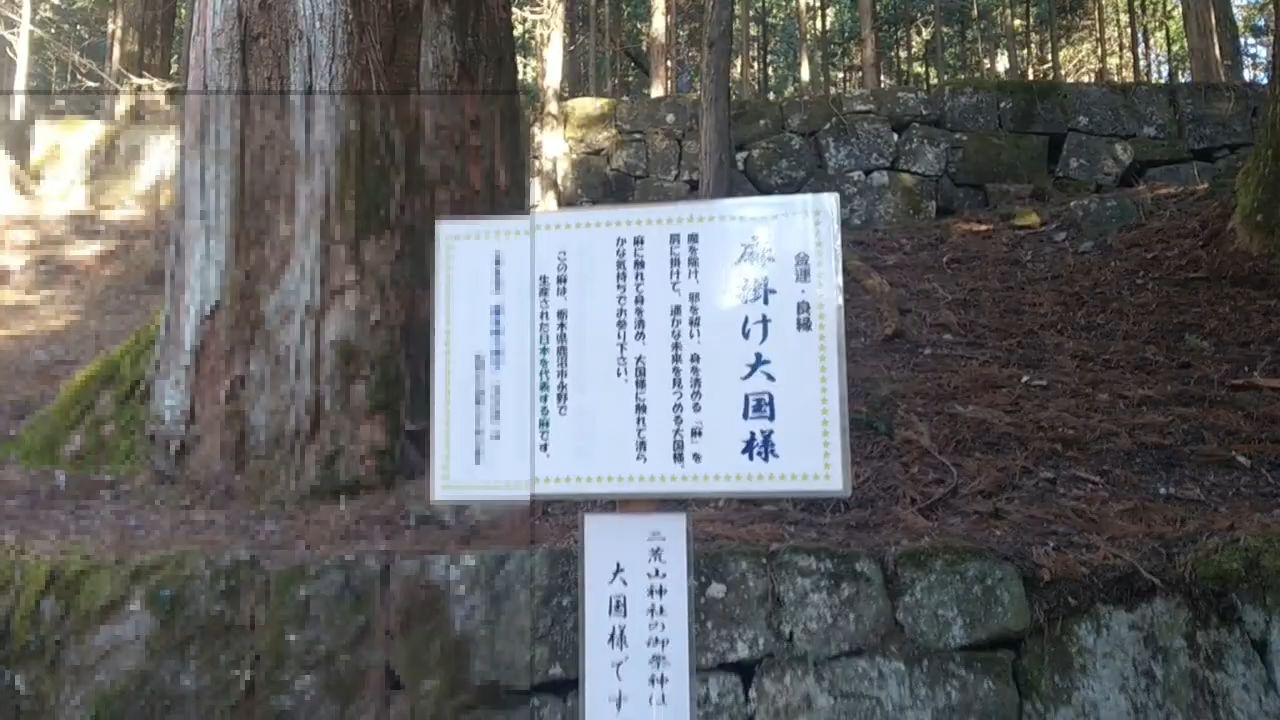 金運・良縁
麻掛け大国様
魔を除け、邪を祓い、身を清める「麻」を
肩に掛けて、遥かな未来を見つめる大国様。
麻に触れて身を清め、大国様に触れて清ら
かな気持ちでお参り下さい。
この麻は、栃木県鹿沼市永野で
生産された日本を代表する麻です。
二荒山神社の御祭神は
大国様です